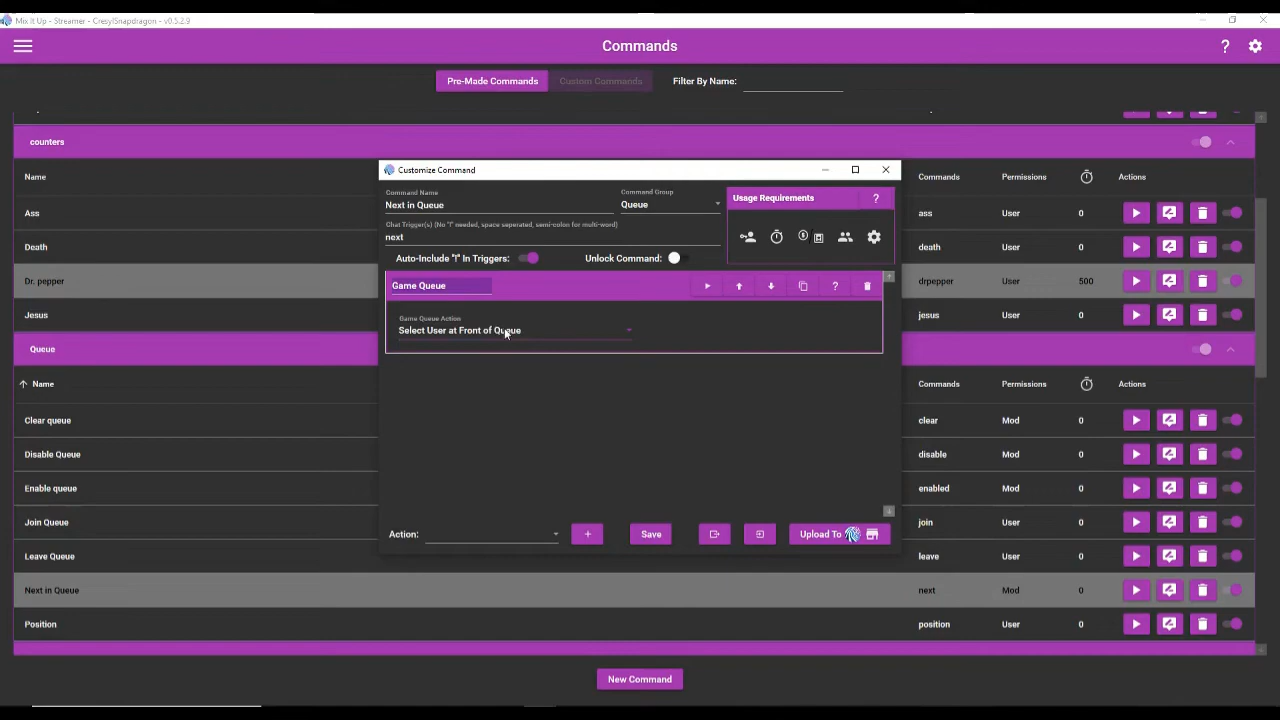 Mix It Up - Streamer - CresylSnapdragon - v0.5.2.9
Commands
?
Pre-Made Commands
Custom Commands
Filter By Name:
counters
Name
Commands
Permissions
Actions
Ass
ass
User
0
Death
death
User
0
Dr. pepper
drpepper
User
500
Jesus
jesus
User
0
Queue
Name
Commands
Permissions
Actions
Clear queue
clear
Mod
0
Disable Queue
disable
Mod
0
Enable queue
enabled
Mod
0
Join Queue
join
User
0
Leave Queue
leave
User
0
Next in Queue
next
Mod
0
Position
position
User
0
New Command
Customize Command
Command Name
Next in Queue
Command Group
Queue
Usage Requirements
?
Chat Trigger(s) (No "!" needed, space seperated, semi-colon for multi-word)
next
Auto-Include "!" In Triggers:
Unlock Command:
Game Queue
?
Game Queue Action
Select User at Front of Queue
Action:
+
Save
Upload To